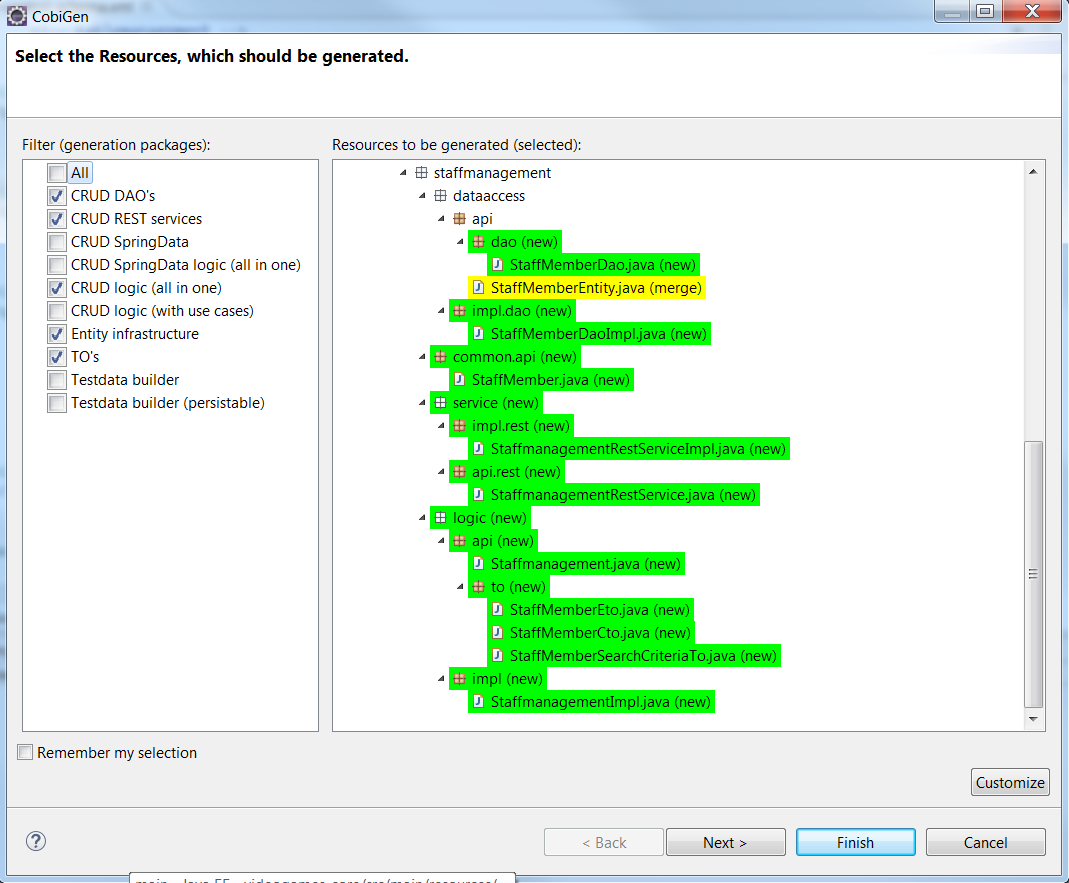 CobiGen
Select the Resources, which should be generated.
Filter (generation packages):
All
CRUD DAO's
CRUD REST services
CRUD SpringData
CRUD SpringData logic (all in one)
CRUD logic (all in one)
CRUD logic (with use cases)
Entity infrastructure
TO's
Testdata builder
Testdata builder (persistable)
Resources to be generated (selected):
staffmanagement
dataaccess
api
dao (new)
StaffMemberDao.java (new)
StaffMemberEntity.java (merge)
impl.dao (new)
StaffMemberDaoImpl.java (new)
common.api (new)
StaffMember.java (new)
service (new)
impl.rest (new)
StaffmanagementRestServiceImpl.java (new)
api.rest (new)
StaffmanagementRestService.java (new)
logic (new)
api (new)
Staffmanagement.java (new)
to (new)
StaffMemberEto.java (new)
StaffMemberCto.java (new)
StaffMemberSearchCriteriaTo.java (new)
impl (new)
StaffmanagementImpl.java (new)
Remember my selection
Customize
?
< Back
Next >
Finish
Cancel